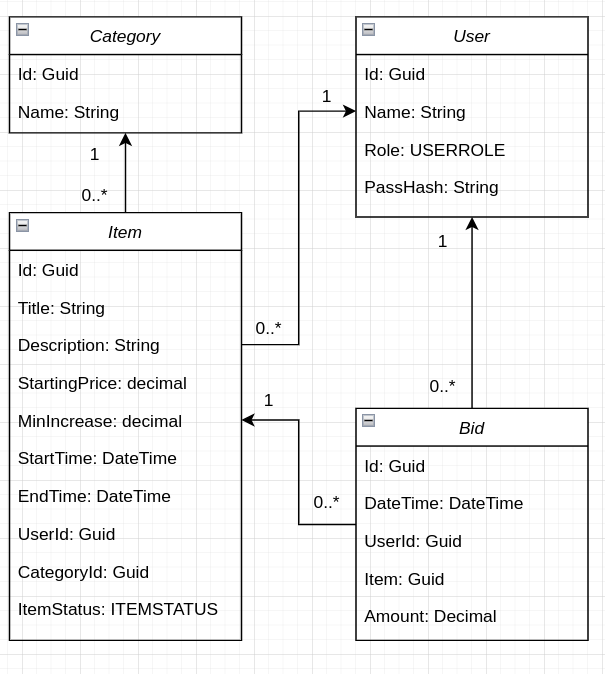 Category
Id: Guid
Name: String
User
Id: Guid
Name: String
Role: USERROLE
PassHash: String
1
1
0..*
Item
Id: Guid
Title: String
Description: String
StartingPrice: decimal
MinIncrease: decimal
StartTime: DateTime
EndTime: DateTime
UserId: Guid
CategoryId: Guid
ItemStatus: ITEMSTATUS
0..*
1
0..*
1
0..*
Bid
Id: Guid
DateTime: DateTime
UserId: Guid
Item: Guid
Amount: Decimal